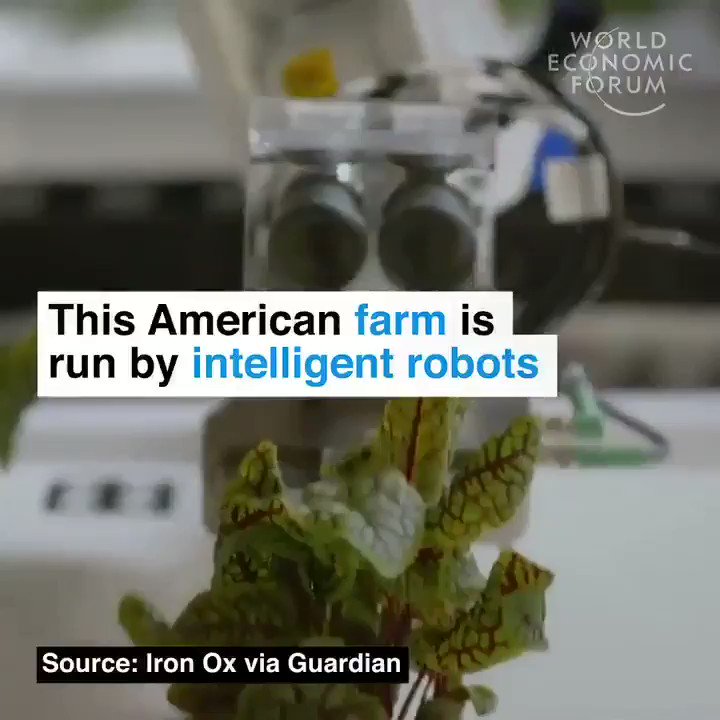 WORLD
ECONOMIC
FORUM
This American farm is
run by intelligent robots
Source: Iron Ox via Guardian